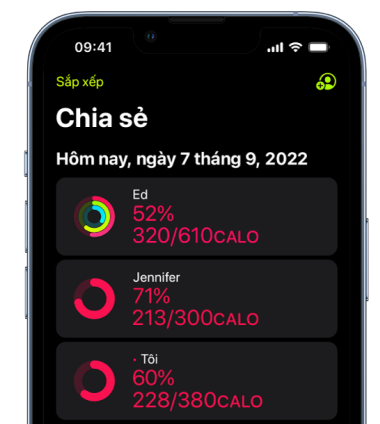 09:41
Sắp xếp
Chia sẻ
Hôm nay, ngày 7 tháng 9, 2022
Ed
52%
320/610CALO
Jennifer
71%
213/300CALO
• Tôi
60%
228/380CALO